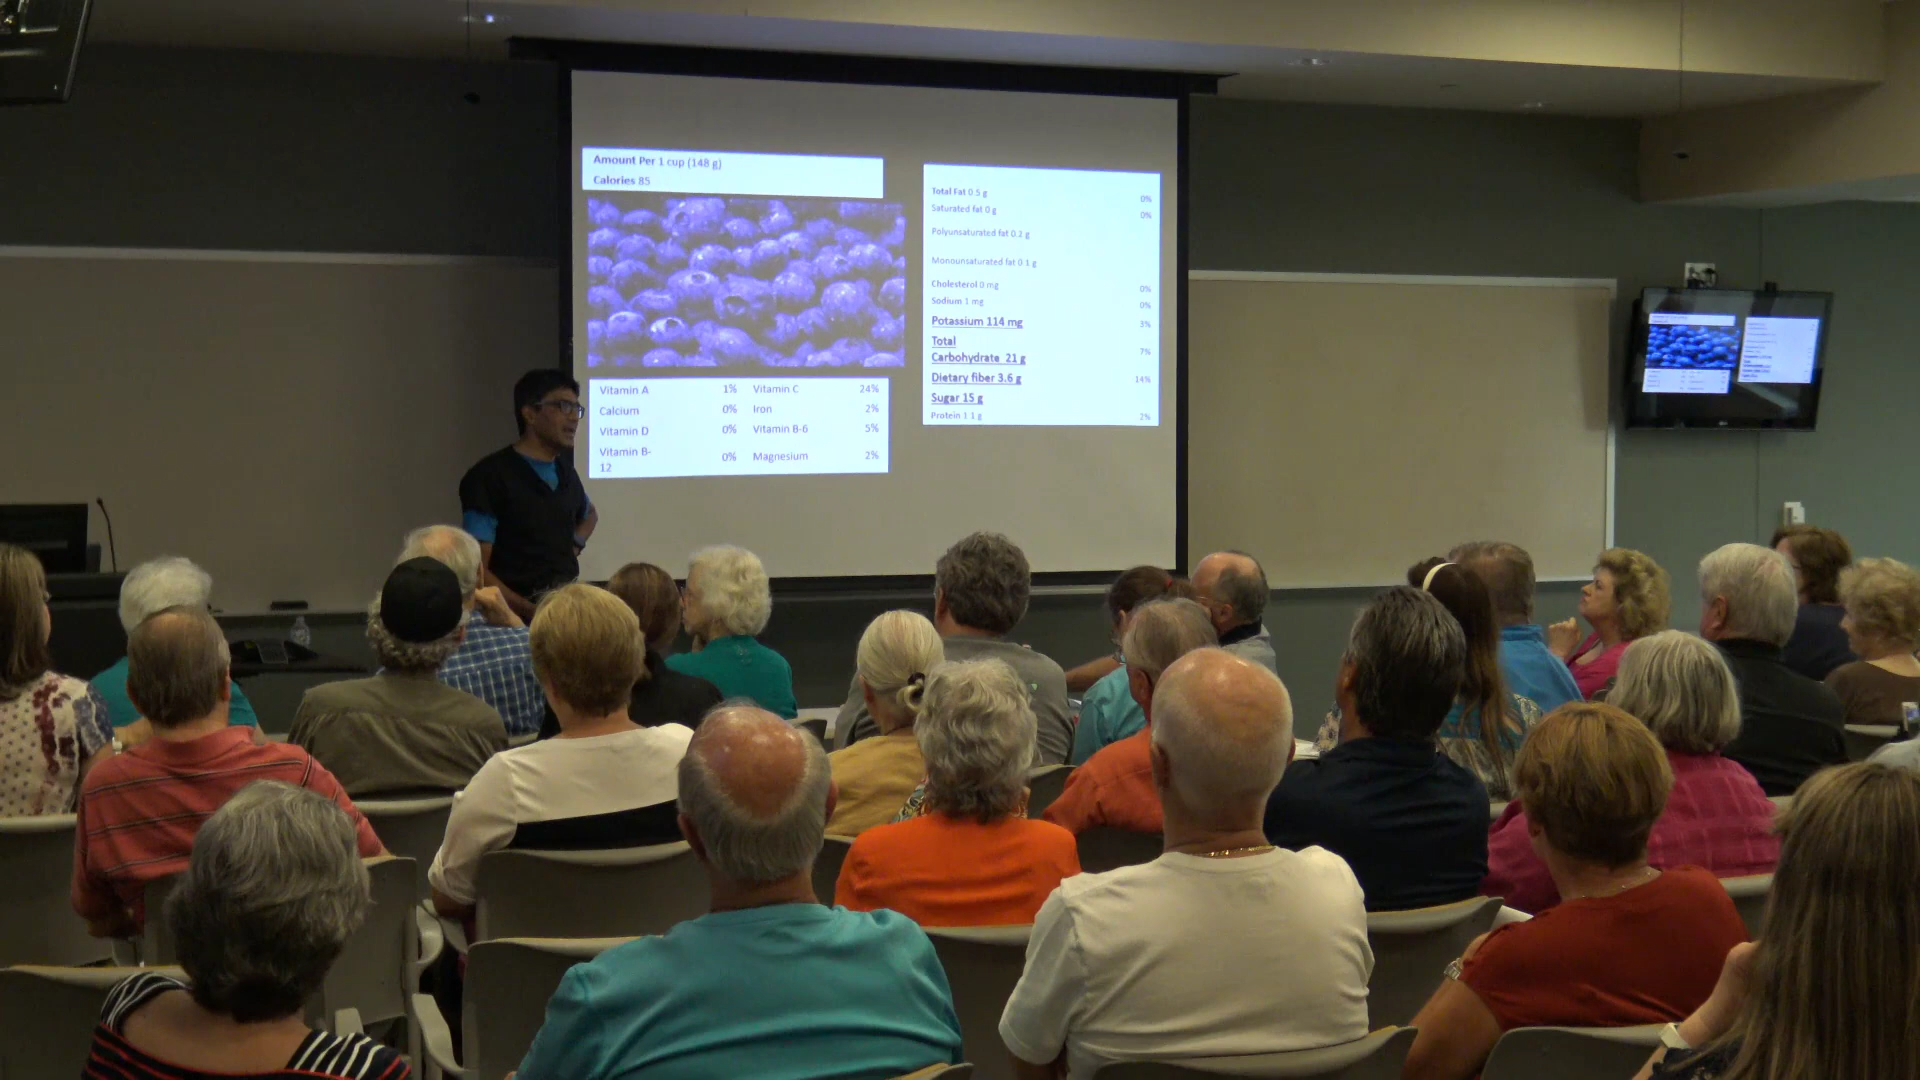 Amount Per 1 cup (148 g)
Calories 85
Vitamin A 1% Vitamin C 24%
Calcium 0% Iron 2%
Vitamin D 0% Vitamin B-6 5%
Vitamin B-
12 0% Magnesium 2%
Total Fat 0.5 g 0%
Saturated fat 0 g 0%
Polyunsaturated fat 0.2 g
Monounsaturated fat 0.1 g
Cholesterol 0 mg 0%
Sodium 1 mg 0%
Potassium 114 mg 3%
Total
Carbohydrate 21 g 7%
Dietary fiber 3.6 g 14%
Sugar 15 g
Protein 1.1 g 2%